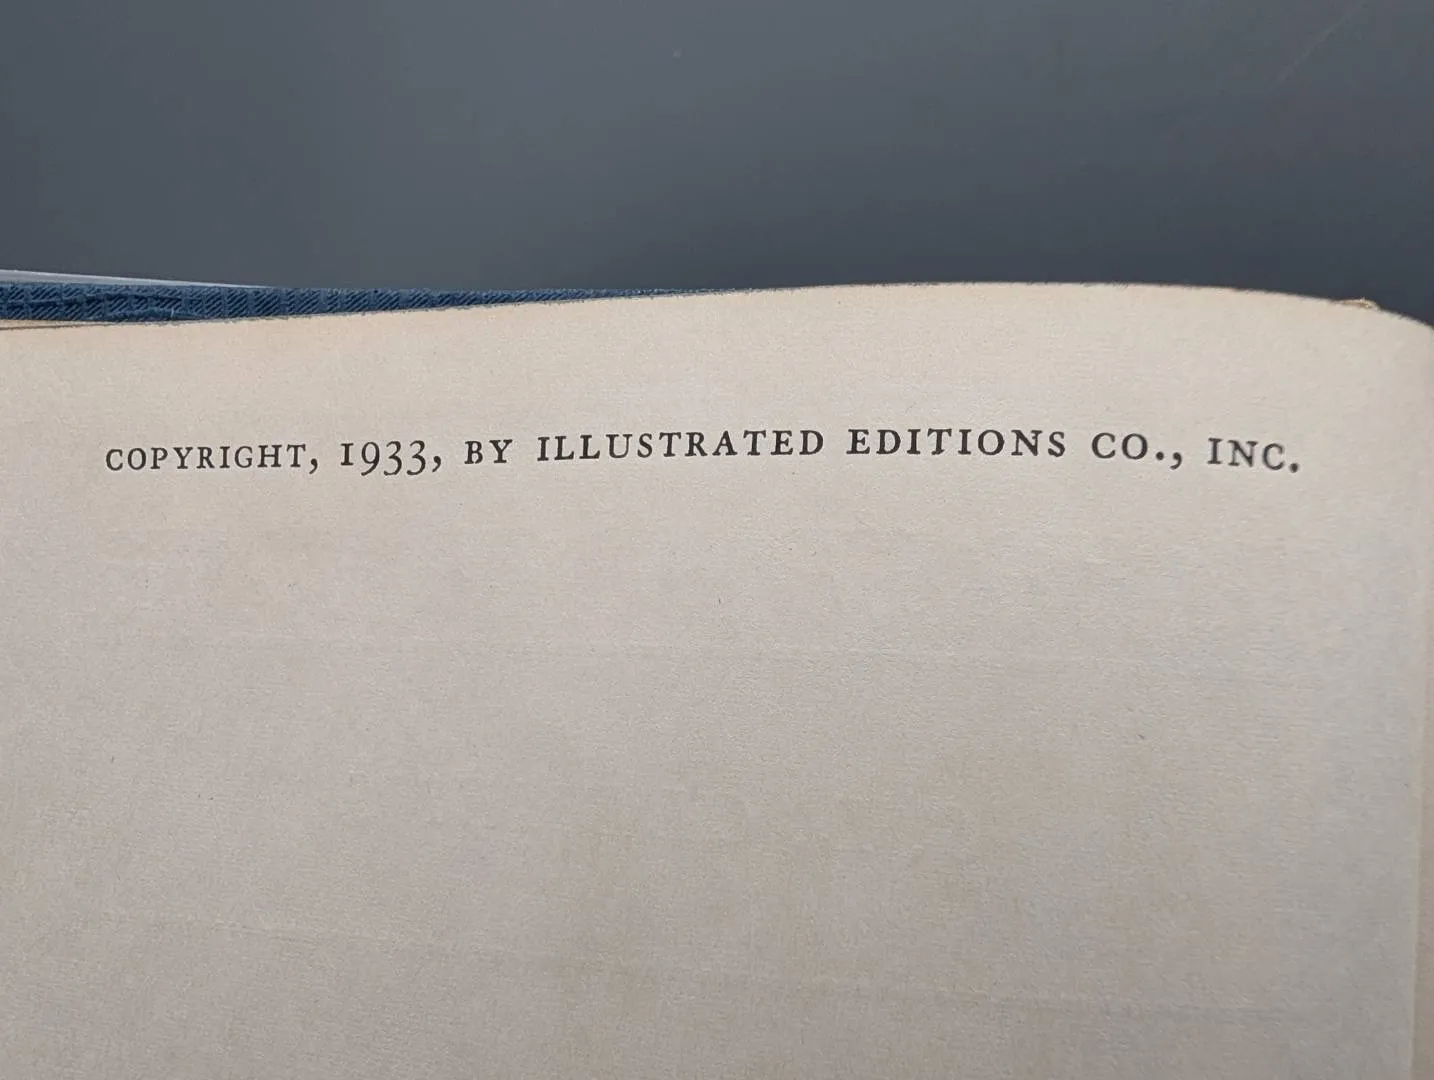 COPYRIGHT, 1933, BY ILLUSTRATED EDITIONS CO., INC.